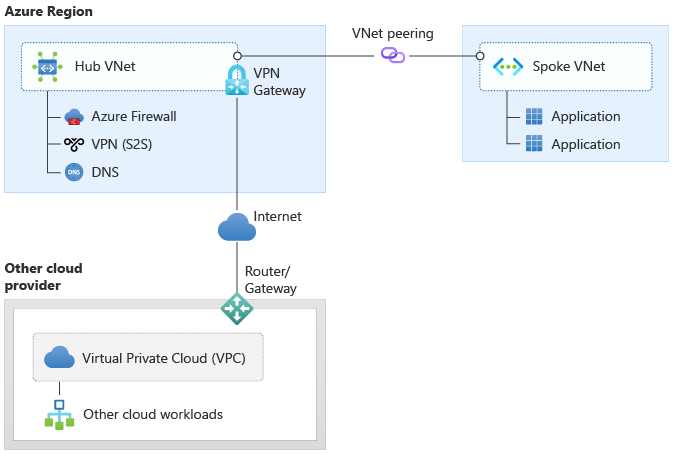 Azure Region
VNet peering
Hub VNet
VPN
Gateway
Spoke VNet
Azure Firewall
VPN (S2S)
DNS
DNS
Application
Application
Internet
Other cloud
provider
Router/
Gateway
Virtual Private Cloud (VPC)
Other cloud workloads